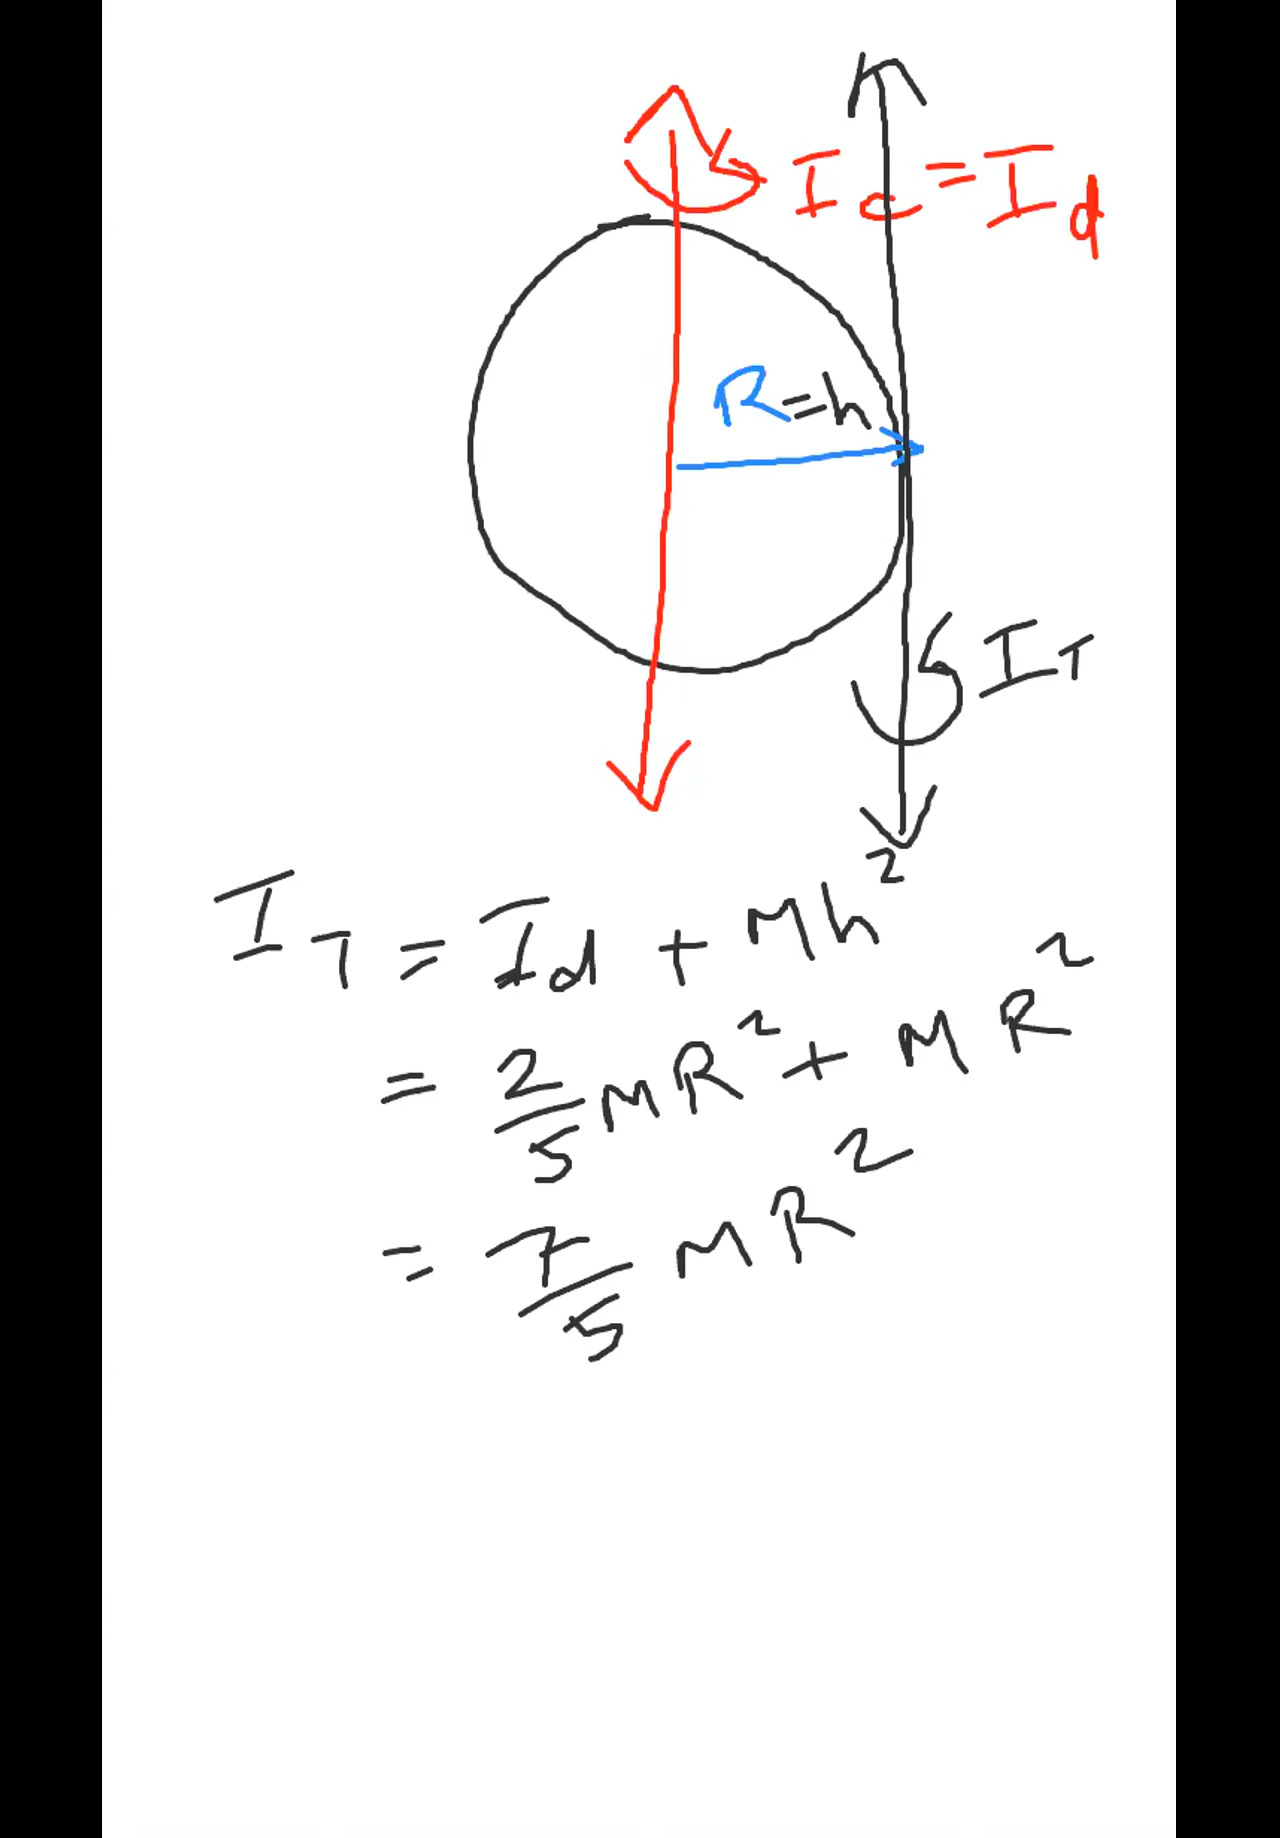 I_c = I_d
R = h
I_T
I_T = I_d + Mh²
= 2/5 MR² + MR²
= 7/5 MR²